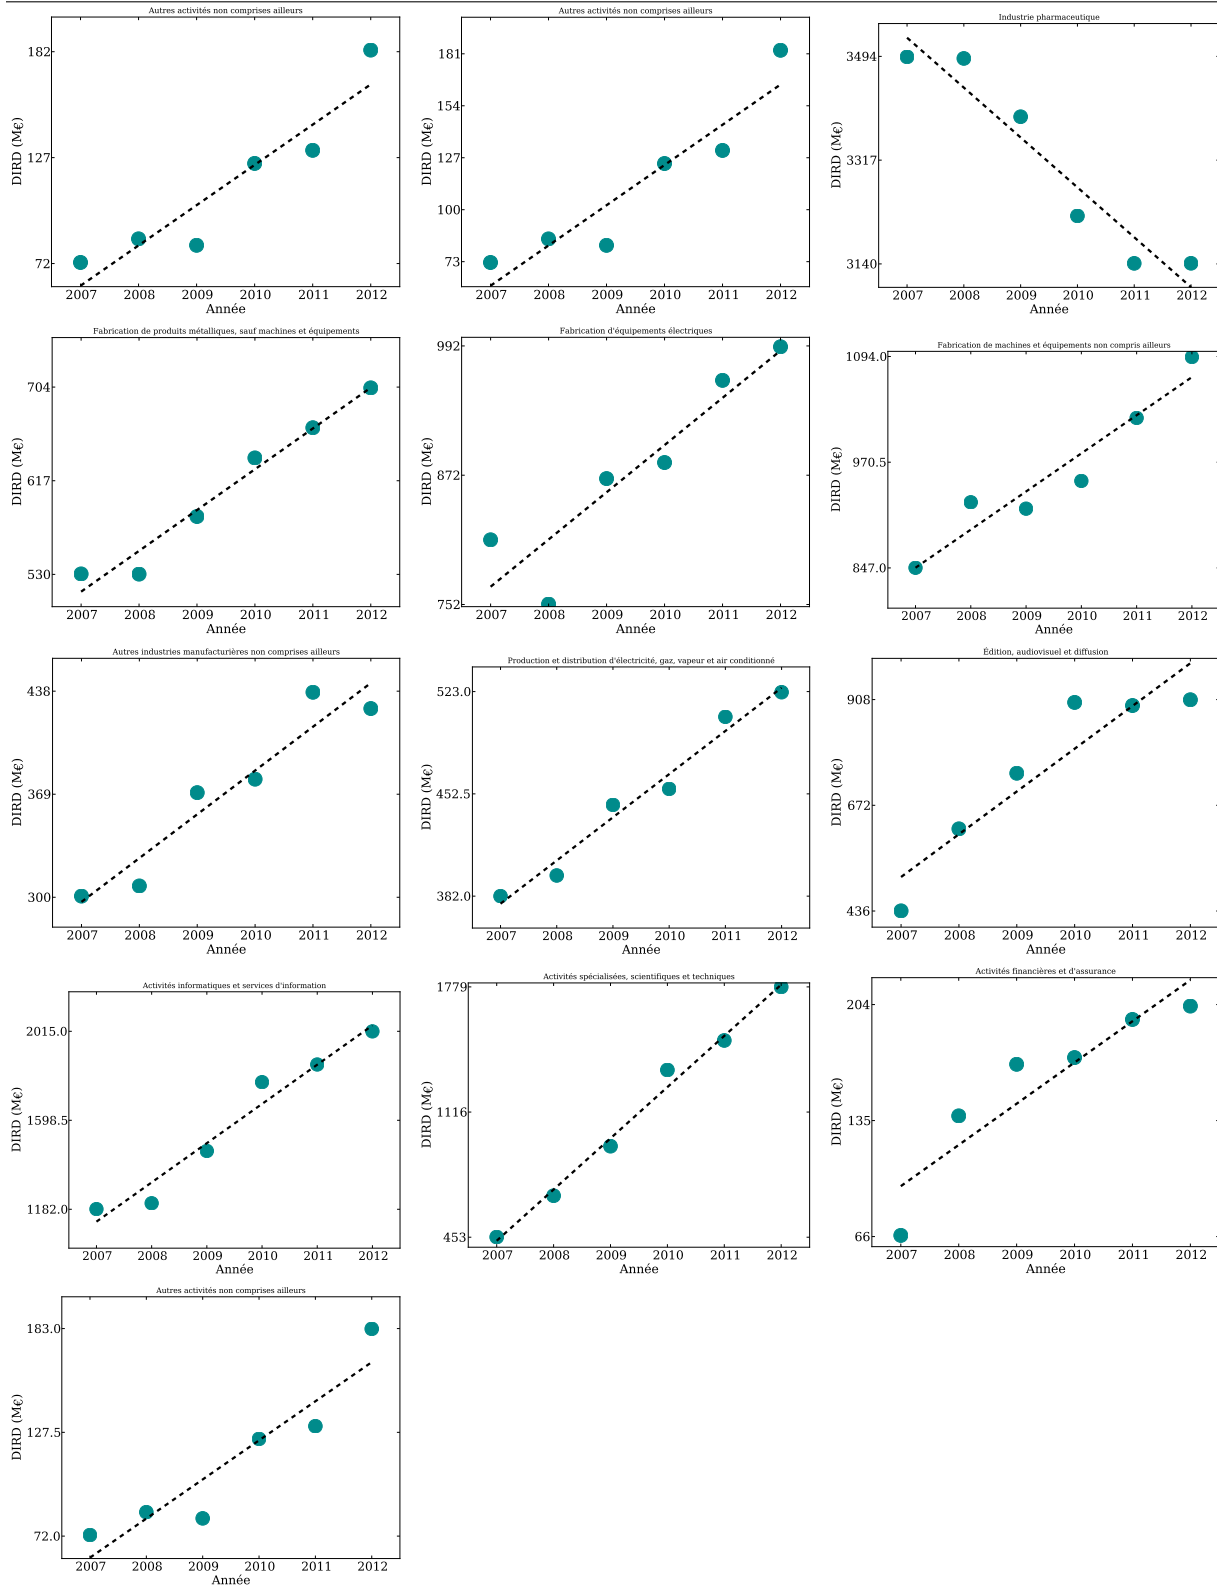 Autres activités non comprises ailleurs
182
127
72
DIRD (M€)
2007 2008 2009 2010 2011 2012
Année
Autres activités non comprises ailleurs
181
154
127
100
73
DIRD (M€)
2007 2008 2009 2010 2011 2012
Année
Industrie pharmaceutique
3494
3317
3140
DIRD (M€)
2007 2008 2009 2010 2011 2012
Année
Fabrication de produits métalliques, sauf machines et équipements
704
617
530
DIRD (M€)
2007 2008 2009 2010 2011 2012
Année
Fabrication d'équipements électriques
992
872
752
DIRD (M€)
2007 2008 2009 2010 2011 2012
Année
Fabrication de machines et équipements non compris ailleurs
1094.0
970.5
847.0
DIRD (M€)
2007 2008 2009 2010 2011 2012
Année
Autres industries manufacturières non comprises ailleurs
438
369
300
DIRD (M€)
2007 2008 2009 2010 2011 2012
Année
Production et distribution d'électricité, gaz, vapeur et air conditionné
523.0
452.5
382.0
DIRD (M€)
2007 2008 2009 2010 2011 2012
Année
Édition, audiovisuel et diffusion
908
672
436
DIRD (M€)
2007 2008 2009 2010 2011 2012
Année
Activités informatiques et services d'information
2015.0
1598.5
1182.0
DIRD (M€)
2007 2008 2009 2010 2011 2012
Année
Activités spécialisées, scientifiques et techniques
1779
1116
453
DIRD (M€)
2007 2008 2009 2010 2011 2012
Année
Activités financières et d'assurance
204
135
66
DIRD (M€)
2007 2008 2009 2010 2011 2012
Année
Autres activités non comprises ailleurs
183.0
127.5
72.0
DIRD (M€)
2007 2008 2009 2010 2011 2012
Année